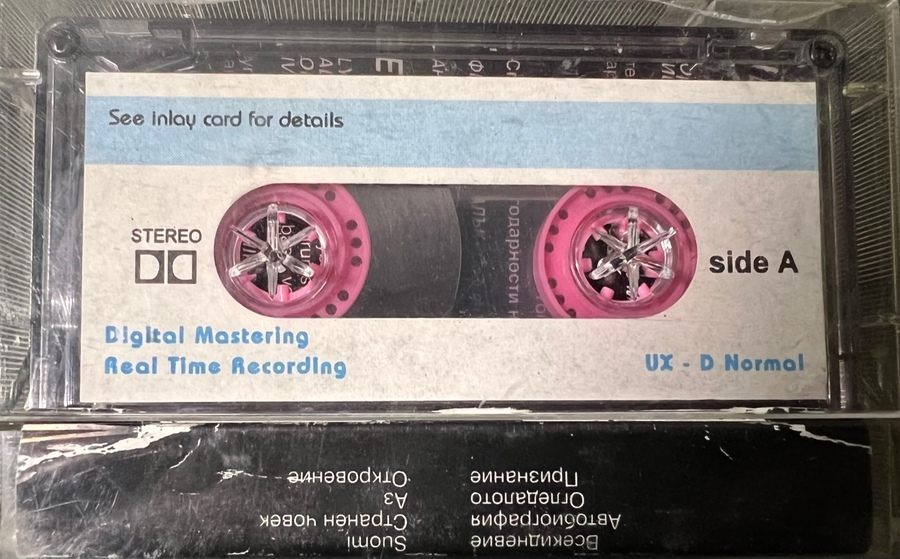 See inlay card for details
STEREO
side A
Digital Mastering
Real Time Recording
UX - D Normal
Всекидневие
Автобиография
Огледалото
Признание
Suomi
Странен човек
Аз
Откровение